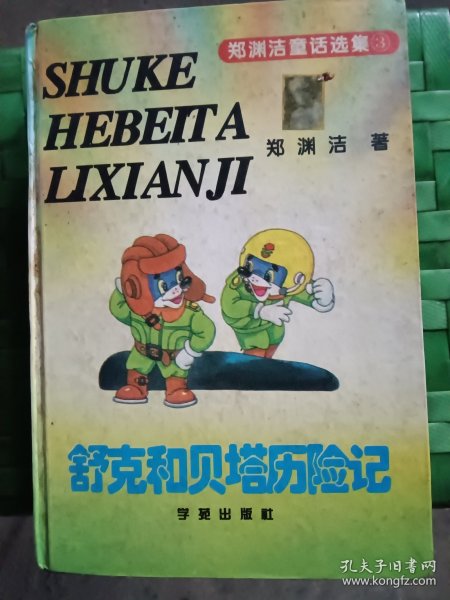 郑渊洁童话选集③
SHUKE
HEBEITA
LIXIANJI
郑渊洁 著
舒克和贝塔历险记
学苑出版社
孔夫子旧书网
www.kongfz.com